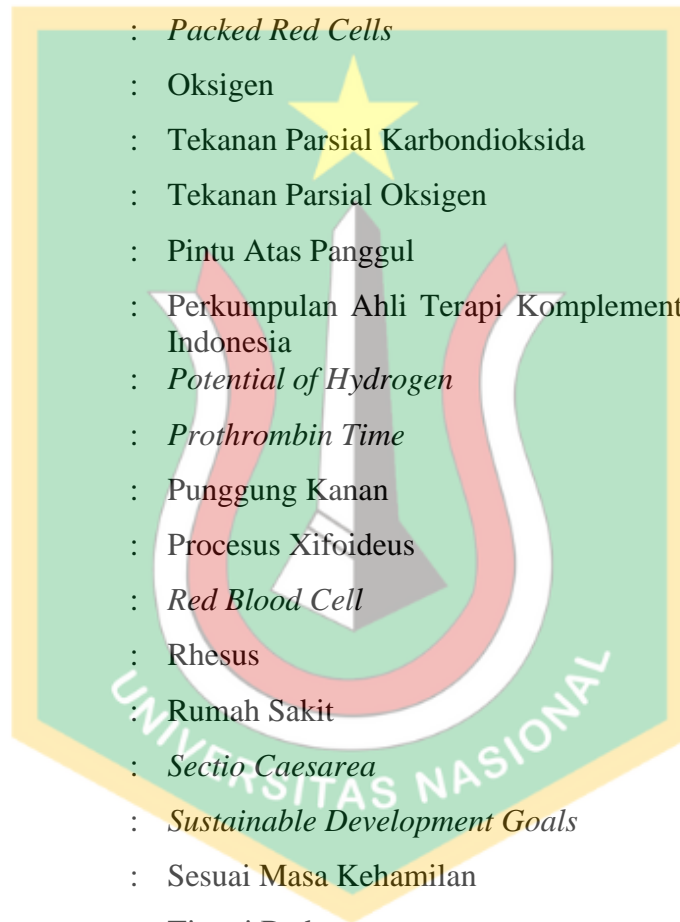 : Packed Red Cells
: Oksigen
: Tekanan Parsial Karbondioksida
: Tekanan Parsial Oksigen
: Pintu Atas Panggul
: Perkumpulan Ahli Terapi Komplement
Indonesia
: Potential of Hydrogen
: Prothrombin Time
: Punggung Kanan
: Procesus Xifoideus
: Red Blood Cell
: Rhesus
: Rumah Sakit
: Sectio Caesarea
: Sustainable Development Goals
: Sesuai Masa Kehamilan
UNIVERSITAS NASIONAL